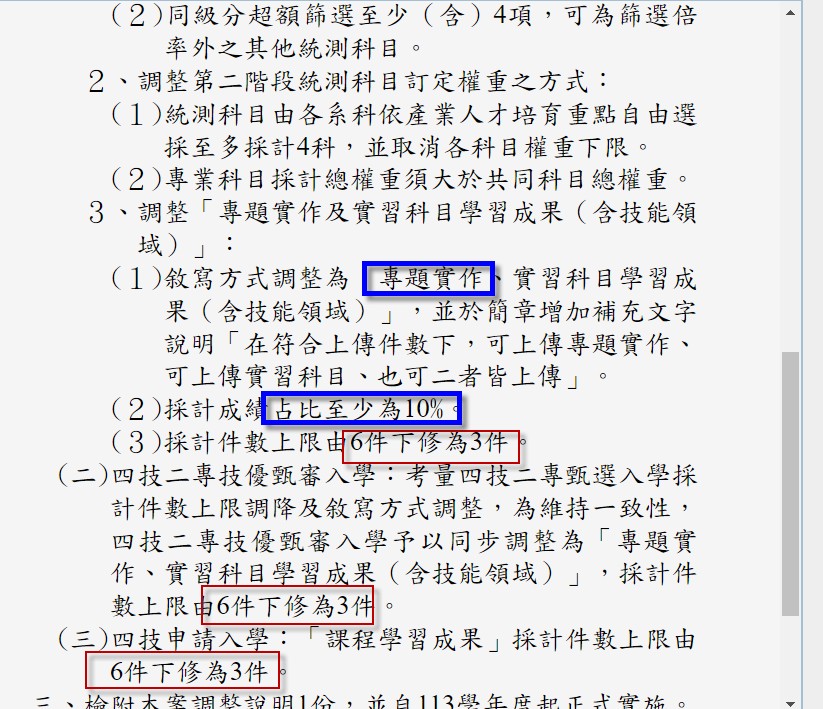 （2）同級分超額篩選至少（含）4項，可為篩選倍
率外之其他統測科目。
2、調整第二階段統測科目訂定權重之方式：
（1）統測科目由各系科依產業人才培育重點自由選
採至多採計4科，並取消各科目權重下限。
（2）專業科目採計總權重須大於共同科目總權重。
3、調整「專題實作及實習科目學習成果（含技能領
域）」：
（1）敘寫方式調整為 專題實作、實習科目學習成
果（含技能領域）」，並於簡章增加補充文字
說明「在符合上傳件數下，可上傳專題實作、
可上傳實習科目、也可二者皆上傳」。
（2）採計成績占比至少為10%。
（3）採計件數上限由6件下修為3件。
（二）四技二專技優甄審入學：考量四技二專甄選入學採
計件數上限調降及敘寫方式調整，為維持一致性，
四技二專技優甄審入學予以同步調整為「專題實
作、實習科目學習成果（含技能領域）」，採計件
數上限由6件下修為3件。
（三）四技申請入學：「課程學習成果」採計件數上限由
6件下修為3件。
三、檢附本案調整說明1份，並自113學年度起正式實施。